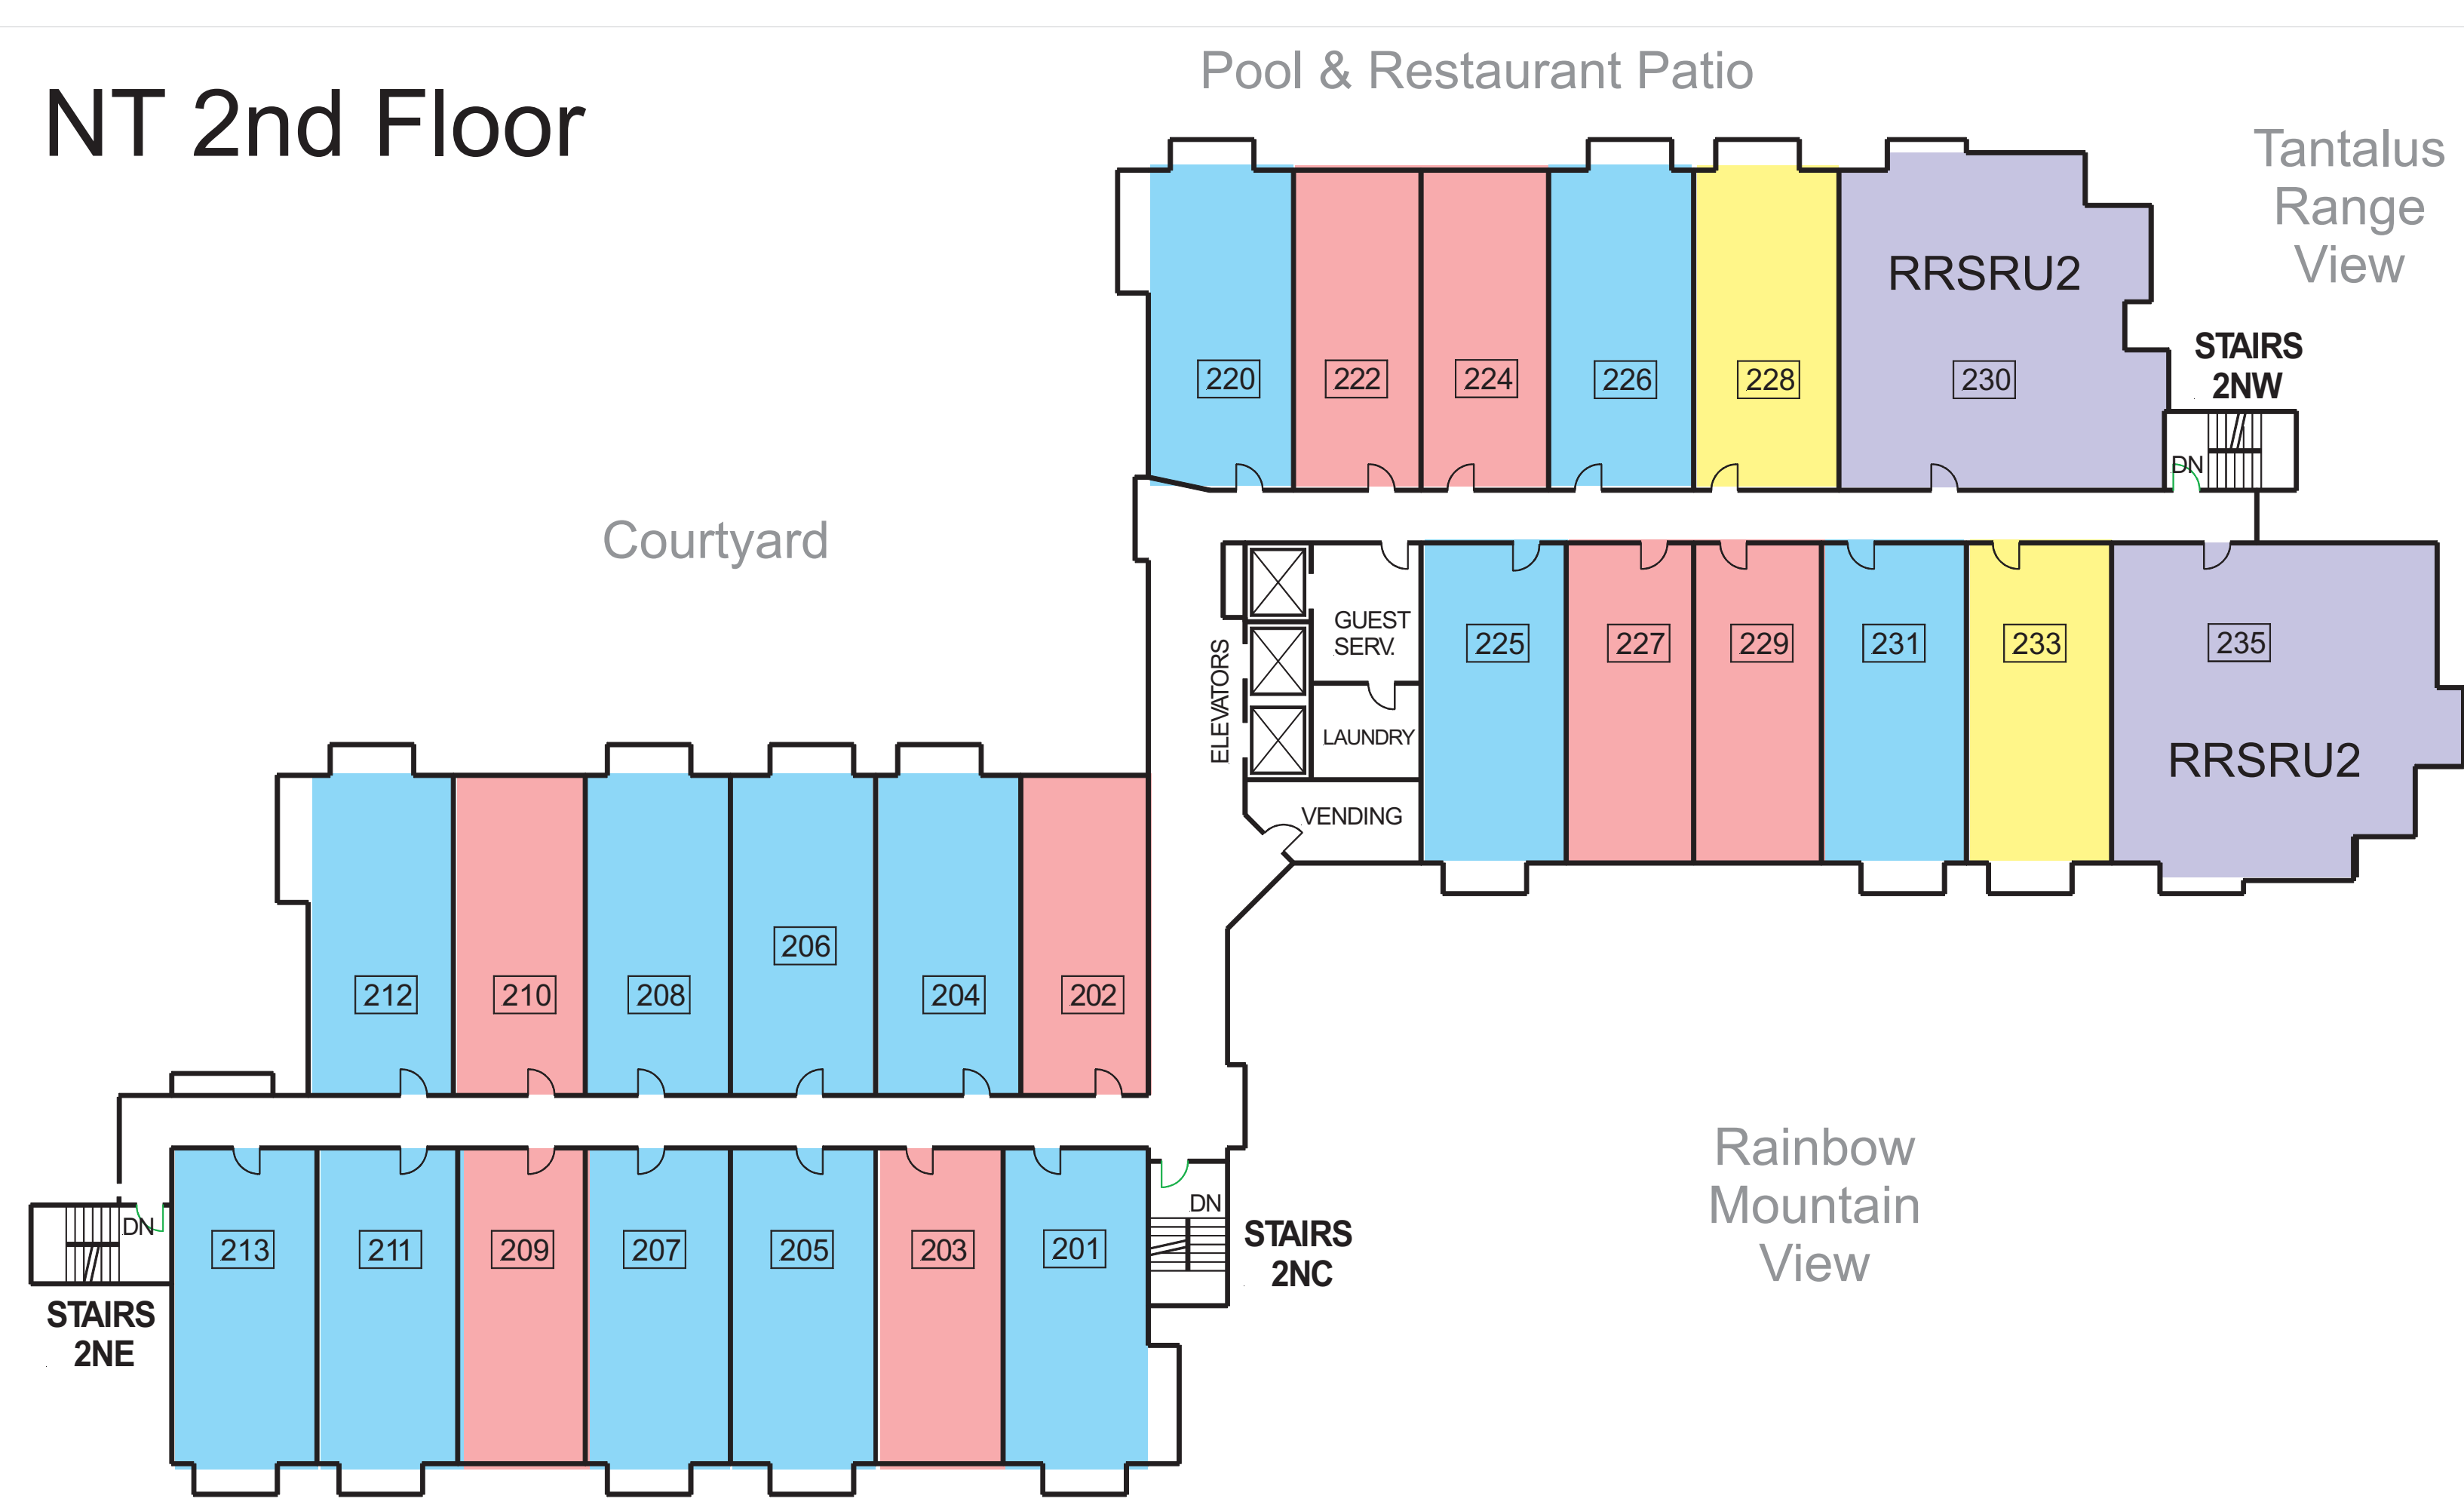 Pool & Restaurant Patio
NT 2nd Floor
Tantalus
Range
View
RRSRU2
STAIRS
2NW
220
222
224
226
228
230
DN
Courtyard
ELEVATORS
GUEST
SERV.
LAUNDRY
VENDING
225
227
229
231
233
235
RRSRU2
212
210
208
206
204
202
Rainbow
Mountain
View
DN
213
211
209
207
205
203
201
DN
STAIRS
2NC
STAIRS
2NE